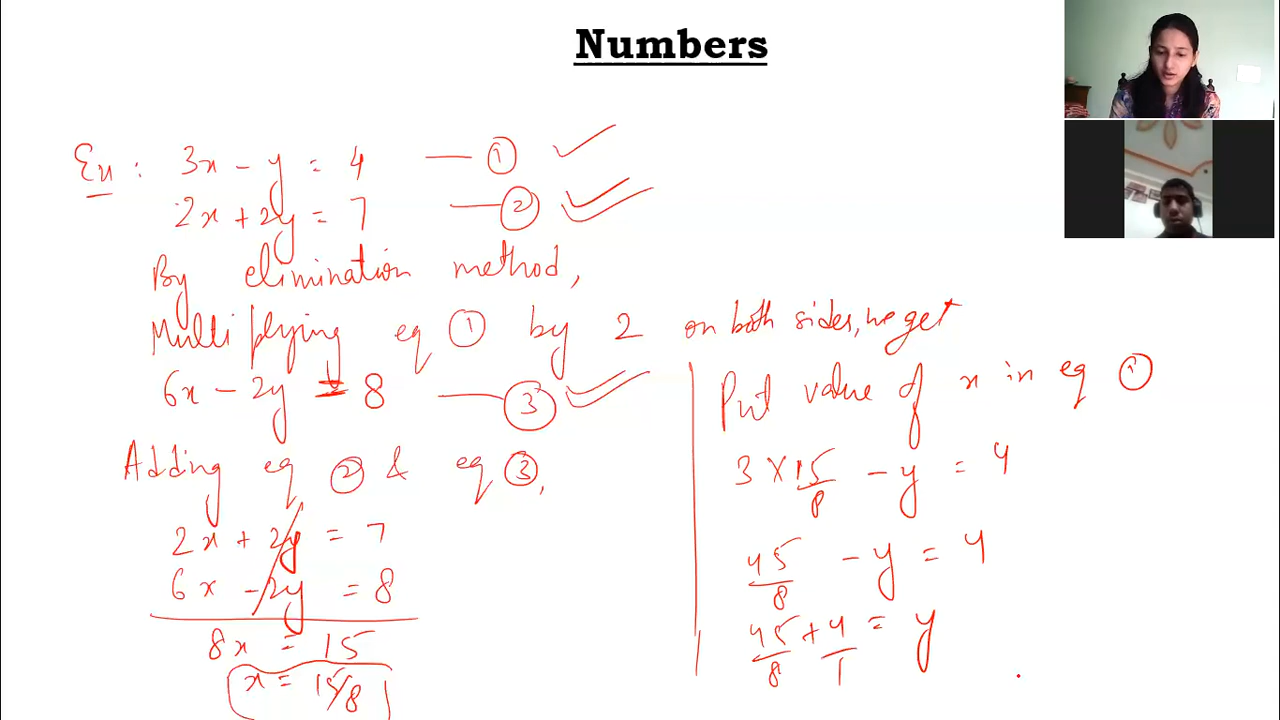 Numbers
Ex : 3x - y = 4 — ①
2x + 2y = 7 — ②
By elimination method,
Multiplying eq ① by 2 on both sides, we get
6x - 2y = 8 — ③
Adding eq ② & eq ③,
2x + 2y = 7
6x - 2y = 8
8x = 15
x = 15/8
Put value of x in eq ①
3 × 15/8 - y = 4
45/8 - y = 4
45/8 + 4/1 = y